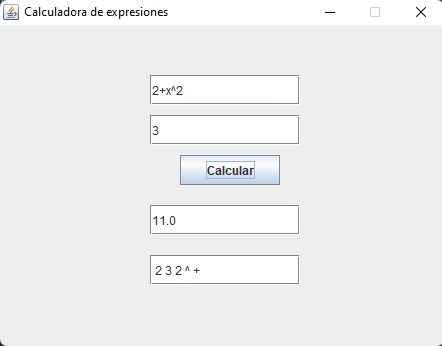 Calculadora de expresiones
2+x^2
3
Calcular
11.0
2 3 2 ^ +